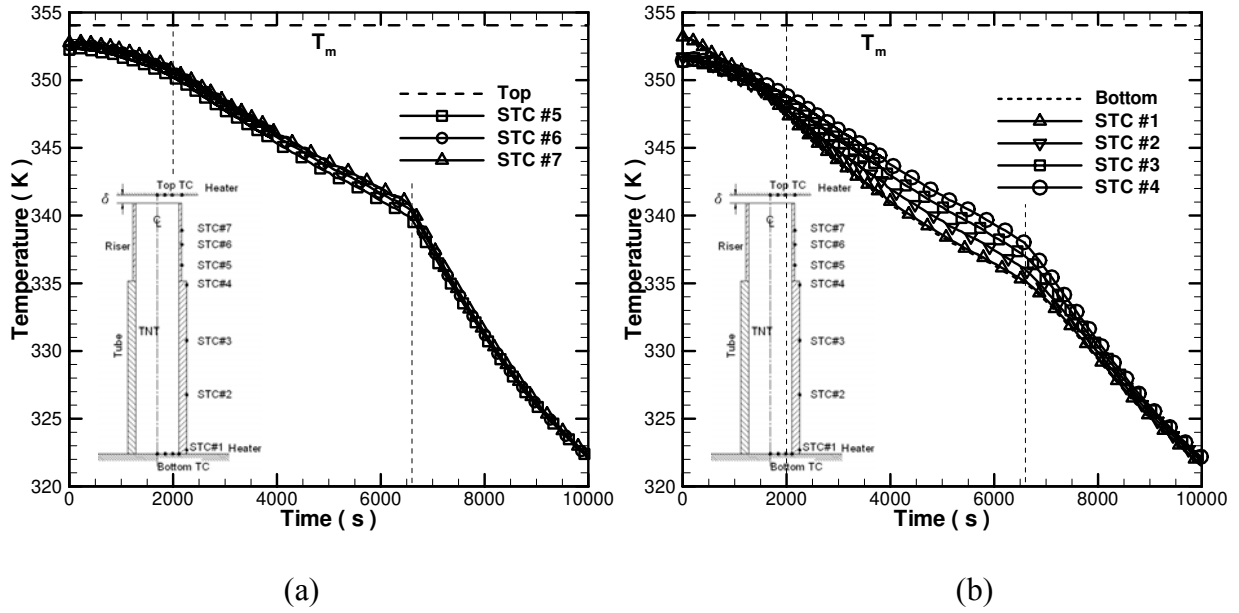 355
350
345
340
335
330
325
320
Temperature ( K )
0
2000
4000
6000
8000
10000
Time ( s )
Tm
Top
STC #5
STC #6
STC #7
Top TC
Heater
δ
℄
Riser
STC#7
STC#6
STC#5
STC#4
TNT
Tube
STC#3
STC#2
STC#1
Heater
Bottom TC
(a)
355
350
345
340
335
330
325
320
Temperature ( K )
0
2000
4000
6000
8000
10000
Time ( s )
Tm
Bottom
STC #1
STC #2
STC #3
STC #4
Top TC
Heater
δ
℄
Riser
STC#7
STC#6
STC#5
STC#4
TNT
Tube
STC#3
STC#2
STC#1
Heater
Bottom TC
(b)